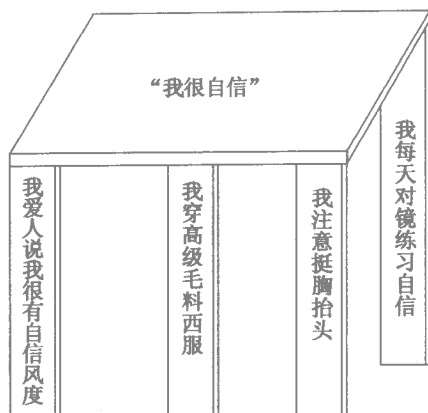 “我很自信”
我爱人说我很有自信风度
我穿高级毛料西服
我注意挺胸抬头
我每天对镜练习自信